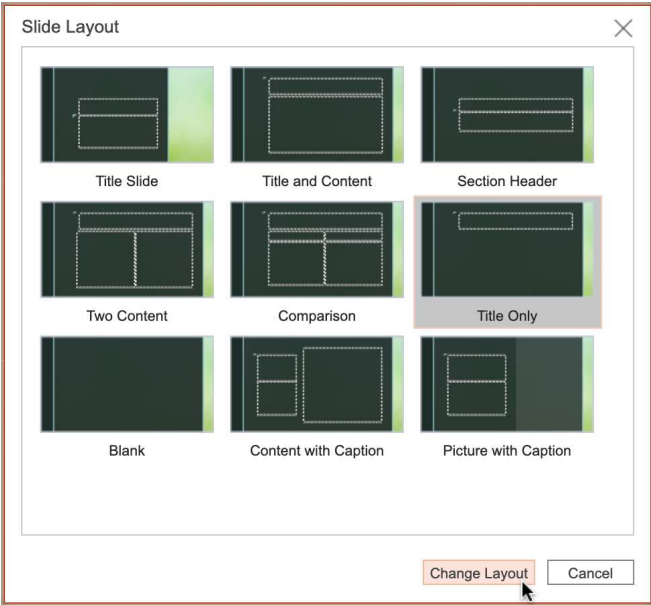 Slide Layout
Title Slide
Title and Content
Section Header
Two Content
Comparison
Title Only
Blank
Content with Caption
Picture with Caption
Change Layout
Cancel